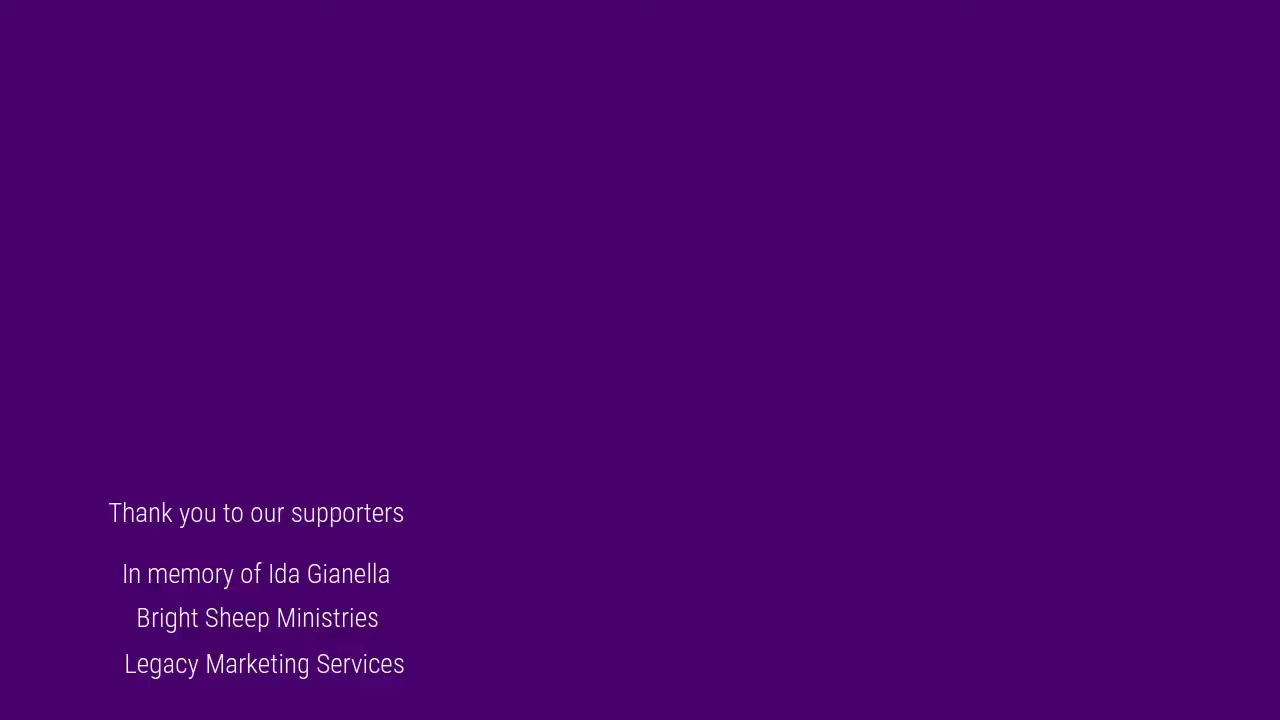 Thank you to our supporters
In memory of Ida Gianella
Bright Sheep Ministries
Legacy Marketing Services